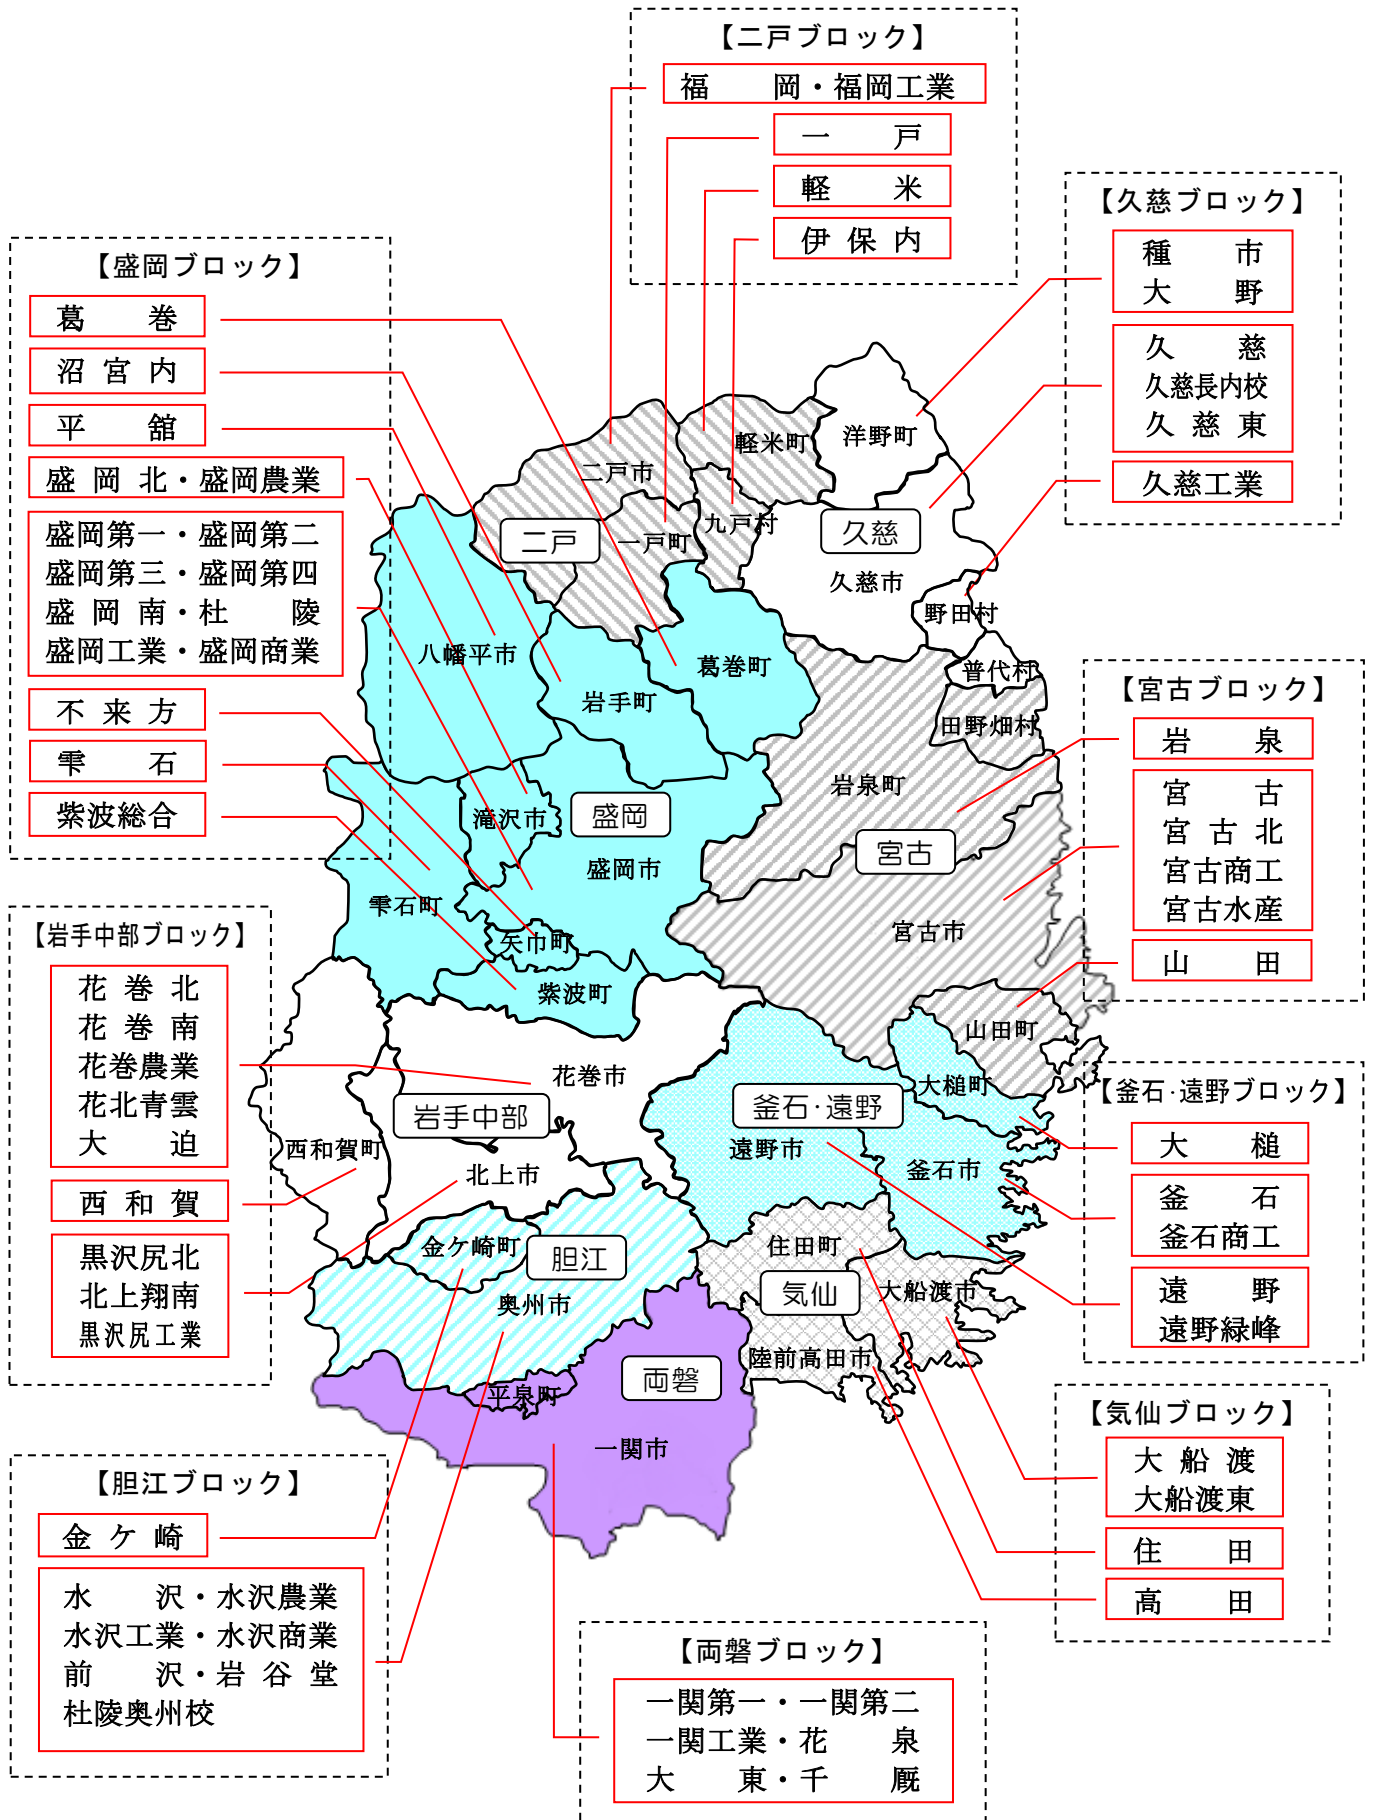 【二戸ブロック】
福　岡・福岡工業
一　戸
軽　米
伊保内
【久慈ブロック】
種　市
大　野
久　慈
久慈長内校
久慈東
久慈工業
【盛岡ブロック】
葛　巻
沼宮内
平　舘
盛岡北・盛岡農業
盛岡第一・盛岡第二
盛岡第三・盛岡第四
盛岡南・杜　陵
盛岡工業・盛岡商業
不来方
雫　石
紫波総合
【宮古ブロック】
岩　泉
宮　古
宮古北
宮古商工
宮古水産
山　田
【岩手中部ブロック】
花巻北
花巻南
花巻農業
花北青雲
大　迫
西和賀
黒沢尻北
北上翔南
黒沢尻工業
【釜石・遠野ブロック】
大　槌
釜　石
釜石商工
遠　野
遠野緑峰
【気仙ブロック】
大船渡
大船渡東
住　田
高　田
【胆江ブロック】
金ケ崎
水　沢・水沢農業
水沢工業・水沢商業
前　沢・岩谷堂
杜陵奥州校
【両磐ブロック】
一関第一・一関第二
一関工業・花　泉
大　東・千　厩
洋野町
軽米町
二戸市
九戸村
一戸町
二戸
久慈
久慈市
野田村
普代村
田野畑村
八幡平市
葛巻町
岩手町
岩泉町
滝沢市
盛岡
盛岡市
宮古
宮古市
雫石町
矢巾町
紫波町
山田町
花巻市
大槌町
岩手中部
釜石・遠野
西和賀町
北上市
遠野市
釜石市
金ケ崎町
胆江
奥州市
住田町
気仙
大船渡市
陸前高田市
両磐
平泉町
一関市